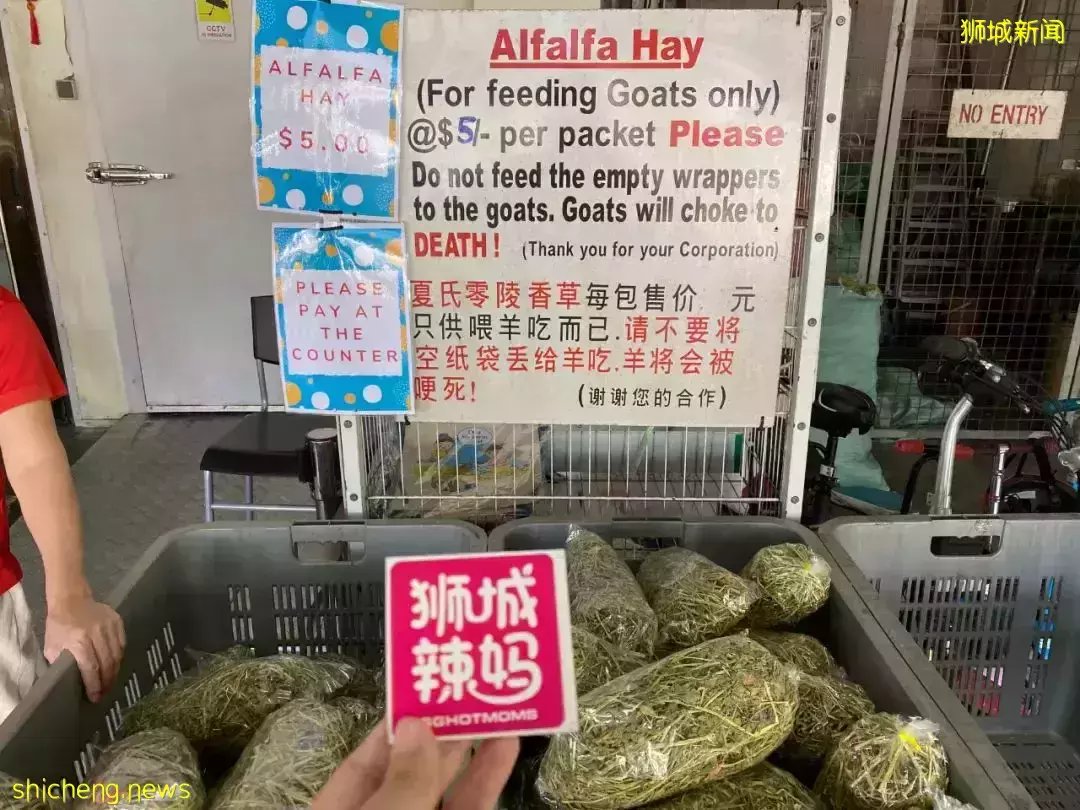 狮城新闻
CCTV
ALFALFA
HAY
$5.00
PLEASE
PAY AT
THE
COUNTER
Alfalfa Hay
(For feeding Goats only)
@$5/- per packet Please
Do not feed the empty wrappers
to the goats. Goats will choke to
DEATH! (Thank you for your Corporation)
夏氏零陵香草每包售价 元
只供喂羊吃而已.请不要将
空纸袋丢给羊吃.羊将会被
哽死! (谢谢您的合作)
NO ENTRY
狮城
辣妈
SGHOTMOMS
shicheng.news